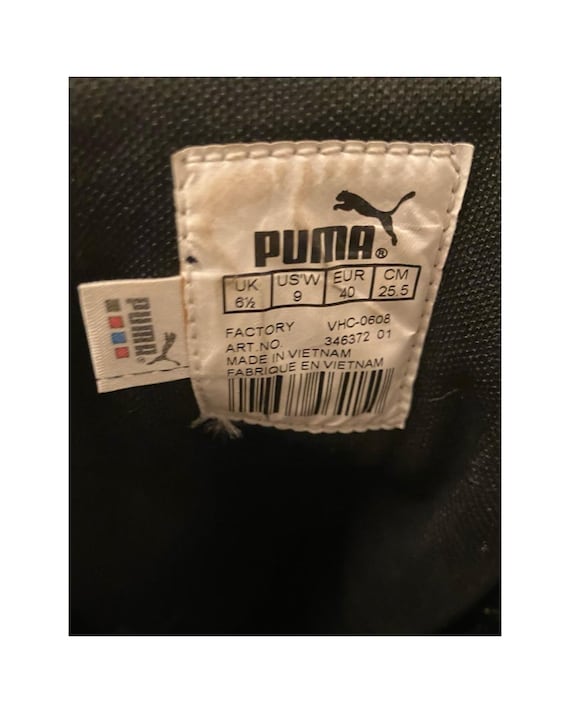 PUMA®
UK US'W EUR CM
6½ 9 40 25.5
FACTORY VHC-0608
ART.NO. 346372 01
MADE IN VIETNAM
FABRIQUE EN VIETNAM
PUMA